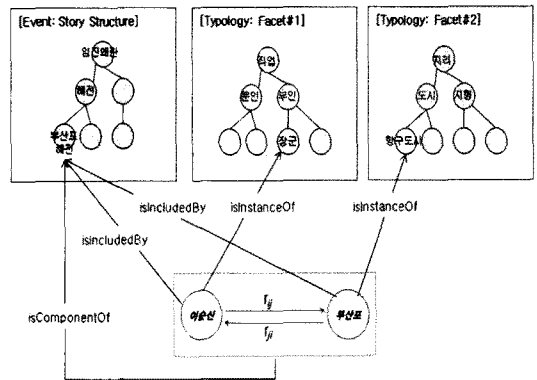 [Event: Story Structure]
[Typology: Facet#1]
[Typology: Facet#2]
임진왜란
직업
지리
해전
문인
무인
도시
지형
부산포
해전
장군
항구도시
isIncludedBy
isInstanceOf
isInstanceOf
isIncludedBy
isComponentOf
이순신
rij
rji
부산포